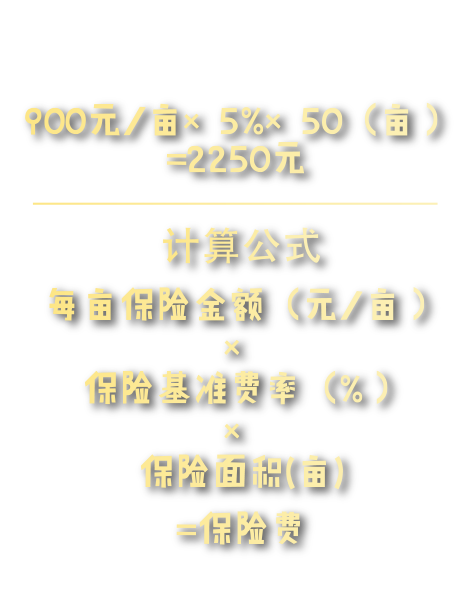 900元/亩× 5%× 50（亩）
=2250元
计算公式
每亩保险金额（元/亩）
×
保险基准费率（%）
×
保险面积(亩)
=保险费